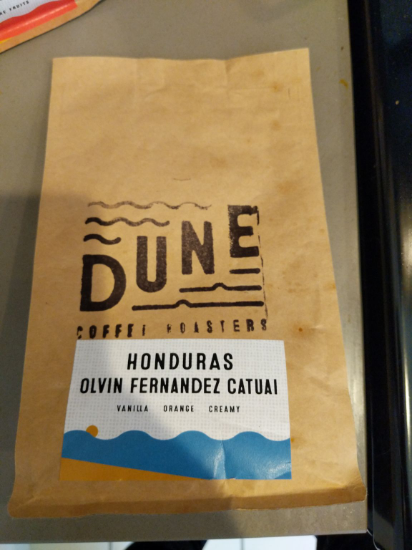 DUNE
COFFEE ROASTERS
HONDURAS
OLVIN FERNANDEZ CATUAI
VANILLA ORANGE CREAMY